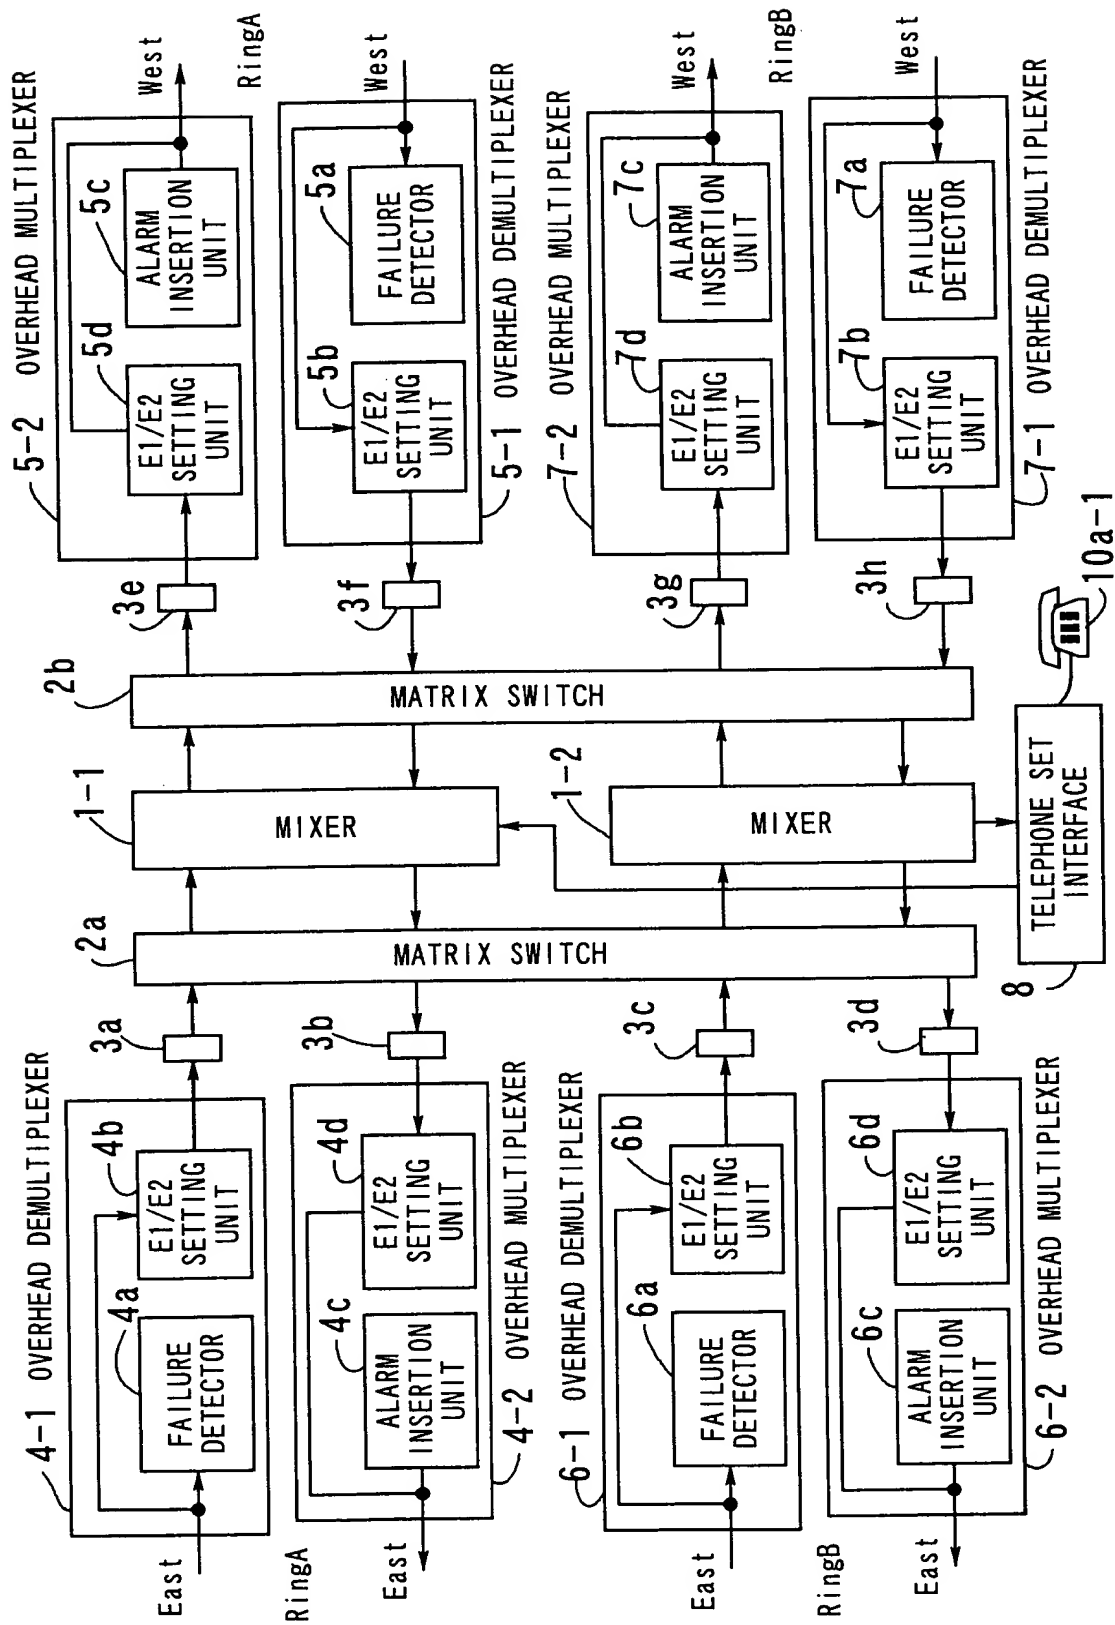 4-1 OVERHEAD DEMULTIPLEXER
4a
4b
FAILURE
DETECTOR
E1/E2
SETTING
UNIT
East
RingA
3a
2a
1-1
2b
3e
5-2 OVERHEAD MULTIPLEXER
5d
5c
E1/E2
SETTING
UNIT
ALARM
INSERTION
UNIT
West
RingA
East
4c
4d
ALARM
INSERTION
UNIT
E1/E2
SETTING
UNIT
4-2 OVERHEAD MULTIPLEXER
3b
MATRIX SWITCH
MIXER
MATRIX SWITCH
3f
5b
5a
E1/E2
SETTING
UNIT
FAILURE
DETECTOR
West
5-1 OVERHEAD DEMULTIPLEXER
6-1 OVERHEAD DEMULTIPLEXER
6a
6b
FAILURE
DETECTOR
E1/E2
SETTING
UNIT
East
RingB
3c
1-2
3g
7-2 OVERHEAD MULTIPLEXER
7d
7c
E1/E2
SETTING
UNIT
ALARM
INSERTION
UNIT
West
RingB
East
6c
6d
ALARM
INSERTION
UNIT
E1/E2
SETTING
UNIT
6-2 OVERHEAD MULTIPLEXER
3d
MIXER
3h
7b
7a
E1/E2
SETTING
UNIT
FAILURE
DETECTOR
West
7-1 OVERHEAD DEMULTIPLEXER
8
TELEPHONE SET
INTERFACE
10a-1